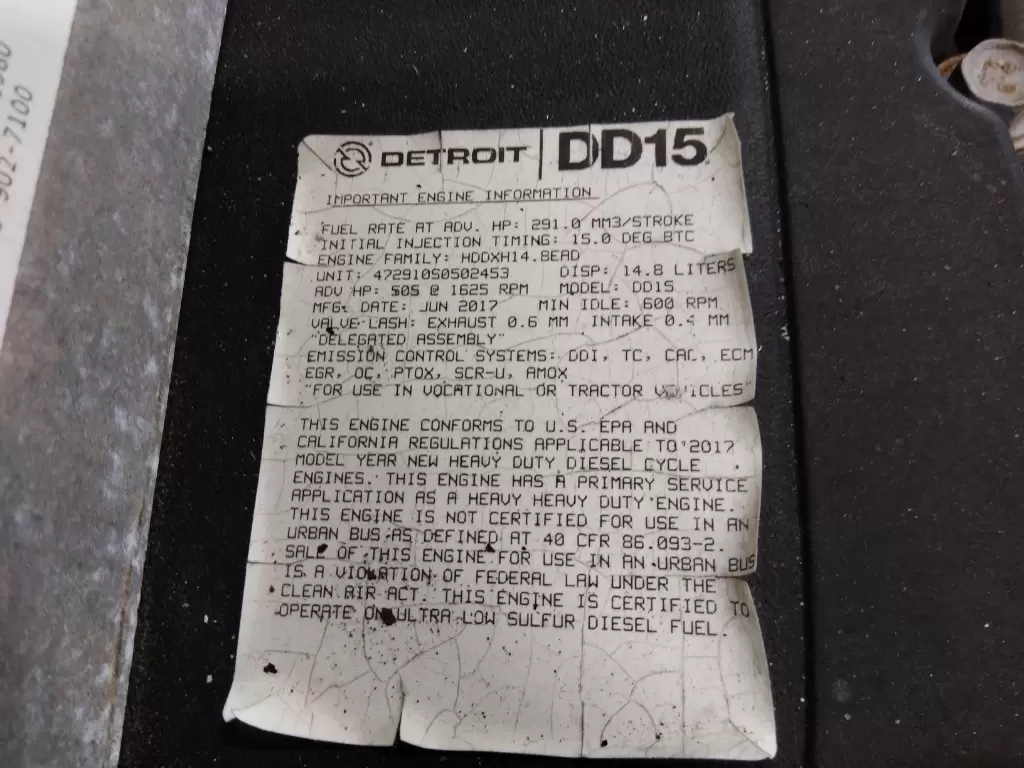 502-7100
DETROIT DD15
IMPORTANT ENGINE INFORMATION
FUEL RATE AT ADV. HP: 291.0 MM3/STROKE
INITIAL INJECTION TIMING: 15.0 DEG BTC
ENGINE FAMILY: HDDXH14.8EAD
UNIT: 472910S0502453 DISP: 14.8 LITERS
ADV HP: 505 @ 1625 RPM MODEL: DD15
MFG. DATE: JUN 2017 MIN IDLE: 600 RPM
VALVE LASH: EXHAUST 0.6 MM INTAKE 0.4 MM
"DELEGATED ASSEMBLY"
EMISSION CONTROL SYSTEMS: DDI, TC, CAC, ECM
EGR, OC, PTOX, SCR-U, AMOX
"FOR USE IN VOCATIONAL OR TRACTOR VEHICLES"
THIS ENGINE CONFORMS TO U.S. EPA AND
CALIFORNIA REGULATIONS APPLICABLE TO 2017
MODEL YEAR NEW HEAVY DUTY DIESEL CYCLE
ENGINES. THIS ENGINE HAS A PRIMARY SERVICE
APPLICATION AS A HEAVY HEAVY DUTY ENGINE.
THIS ENGINE IS NOT CERTIFIED FOR USE IN AN
URBAN BUS AS DEFINED AT 40 CFR 86.093-2.
SALE OF THIS ENGINE FOR USE IN AN URBAN BUS
IS A VIOLATION OF FEDERAL LAW UNDER THE
CLEAN AIR ACT. THIS ENGINE IS CERTIFIED TO
OPERATE ON ULTRA LOW SULFUR DIESEL FUEL.